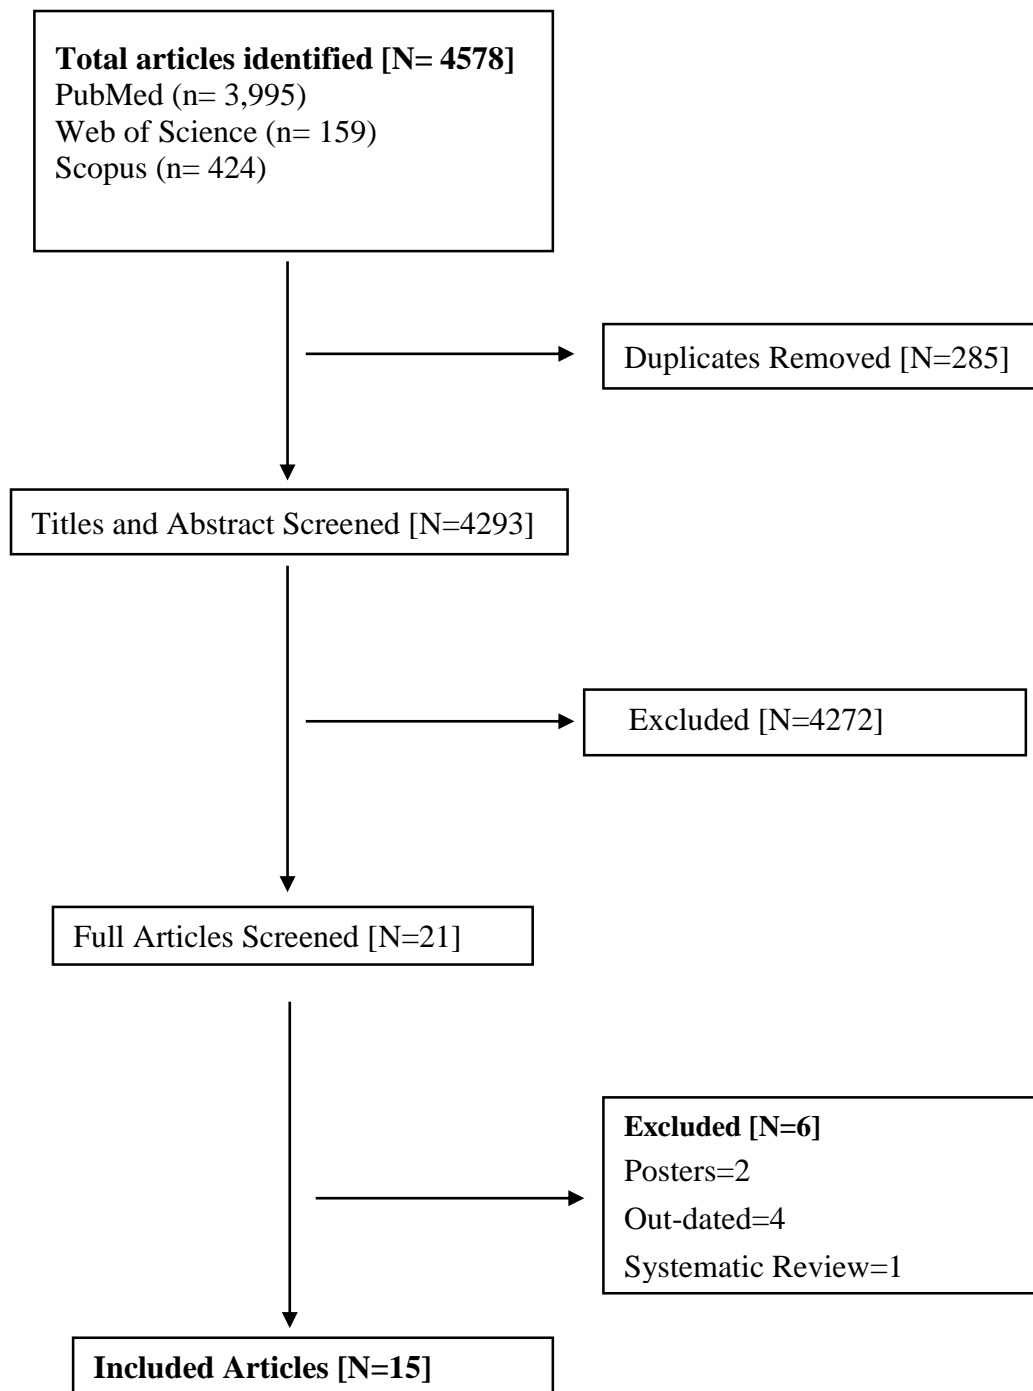 Total articles identified [N= 4578]
PubMed (n= 3,995)
Web of Science (n= 159)
Scopus (n= 424)
Duplicates Removed [N=285]
Titles and Abstract Screened [N=4293]
Excluded [N=4272]
Full Articles Screened [N=21]
Excluded [N=6]
Posters=2
Out-dated=4
Systematic Review=1
Included Articles [N=15]